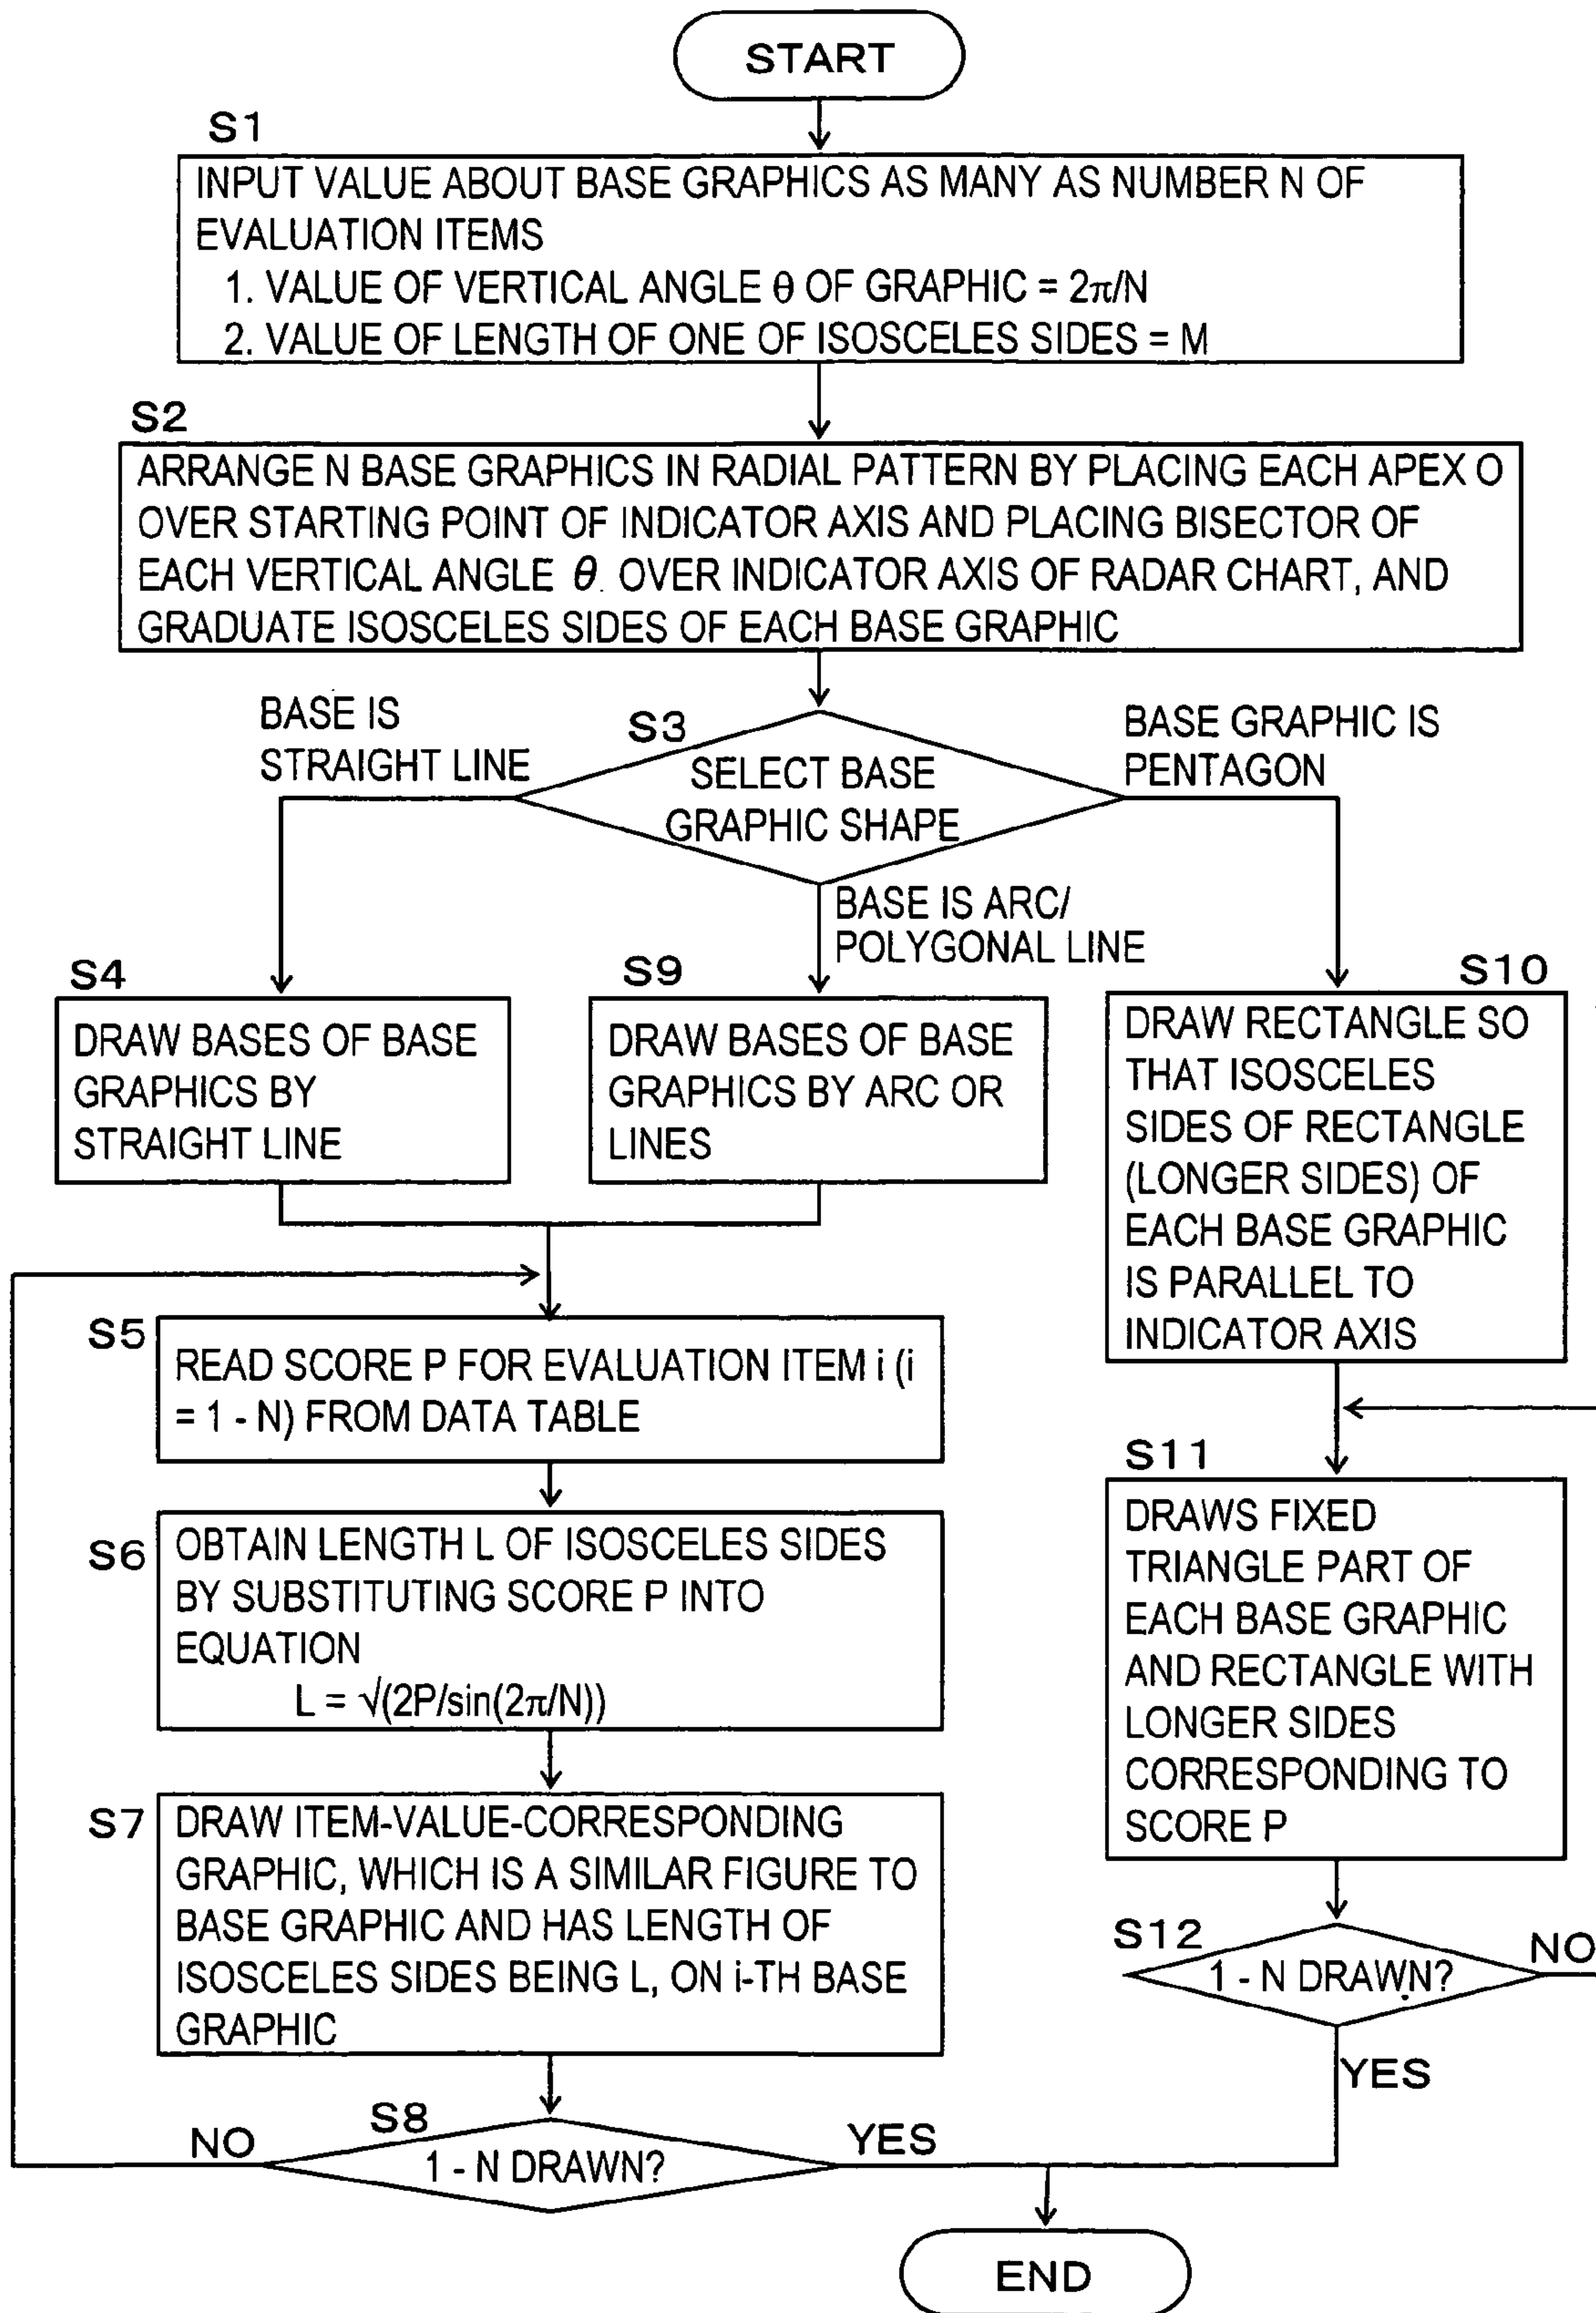 START
S1
INPUT VALUE ABOUT BASE GRAPHICS AS MANY AS NUMBER N OF
EVALUATION ITEMS
1. VALUE OF VERTICAL ANGLE θ OF GRAPHIC = 2π/N
2. VALUE OF LENGTH OF ONE OF ISOSCELES SIDES = M
S2
ARRANGE N BASE GRAPHICS IN RADIAL PATTERN BY PLACING EACH APEX O
OVER STARTING POINT OF INDICATOR AXIS AND PLACING BISECTOR OF
EACH VERTICAL ANGLE θ. OVER INDICATOR AXIS OF RADAR CHART, AND
GRADUATE ISOSCELES SIDES OF EACH BASE GRAPHIC
BASE IS
STRAIGHT LINE
S3
SELECT BASE
GRAPHIC SHAPE
BASE GRAPHIC IS
PENTAGON
BASE IS ARC/
POLYGONAL LINE
S4
DRAW BASES OF BASE
GRAPHICS BY
STRAIGHT LINE
S9
DRAW BASES OF BASE
GRAPHICS BY ARC OR
LINES
S10
DRAW RECTANGLE SO
THAT ISOSCELES
SIDES OF RECTANGLE
(LONGER SIDES) OF
EACH BASE GRAPHIC
IS PARALLEL TO
INDICATOR AXIS
S5
READ SCORE P FOR EVALUATION ITEM i (i
= 1 - N) FROM DATA TABLE
S6
OBTAIN LENGTH L OF ISOSCELES SIDES
BY SUBSTITUTING SCORE P INTO
EQUATION
L = √(2P/sin(2π/N))
S7
DRAW ITEM-VALUE-CORRESPONDING
GRAPHIC, WHICH IS A SIMILAR FIGURE TO
BASE GRAPHIC AND HAS LENGTH OF
ISOSCELES SIDES BEING L, ON i-TH BASE
GRAPHIC
S8
1 - N DRAWN?
NO
YES
S11
DRAWS FIXED
TRIANGLE PART OF
EACH BASE GRAPHIC
AND RECTANGLE WITH
LONGER SIDES
CORRESPONDING TO
SCORE P
S12
1 - N DRAWN?
NO
YES
END